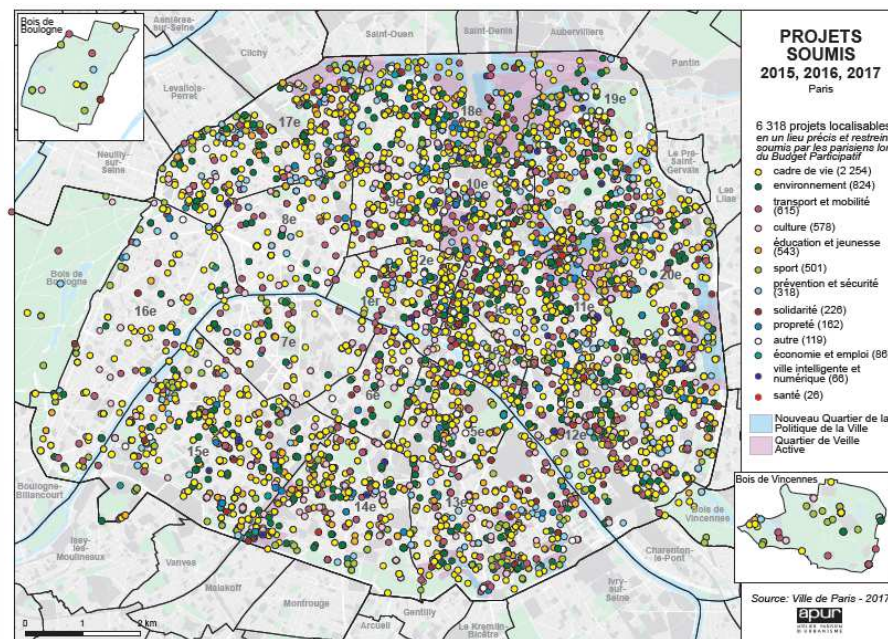 Bois de
Boulogne
Asnières-
sur-Seine
Saint-Ouen
Saint-Denis
Aubervilliers
Clichy
Levallois-
Perret
Pantin
Neuilly-
sur-Seine
Le Pré-
Saint-
Gervais
Les
Lilas
17e
18e
19e
10e
9e
8e
2e
20e
1er
11e
Bois de
Boulogne
16e
7e
6e
5e
12e
15e
14e
13e
Boulogne-
Billancourt
Issy-
les-
Moulineaux
Vanves
Malakoff
Montrouge
Arcueil
Gentilly
Le Kremlin-
Bicêtre
Ivry-
sur-
Seine
Charenton-
le-Pont
Bois de
Vincennes
0 1 2 km
PROJETS
SOUMIS
2015, 2016, 2017
Paris
6 318 projets localisables
en un lieu précis et restrein
soumis par les parisiens lor
du Budget Participatif
cadre de vie (2 254)
environnement (824)
transport et mobilité
(615)
culture (578)
éducation et jeunesse
(543)
sport (501)
prévention et sécurité
(318)
solidarité (226)
propreté (162)
autre (119)
économie et emploi (86
ville intelligente et
numérique (66)
santé (26)
Nouveau Quartier de la
Politique de la Ville
Quartier de Veille
Active
Bois de Vincennes
Source: Ville de Paris - 2017
apur
ATELIER PARISIEN
D'URBANISME